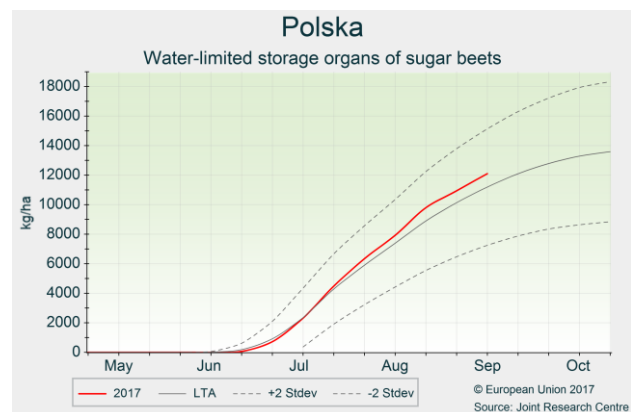 Polska
Water-limited storage organs of sugar beets
kg/ha
18000
16000
14000
12000
10000
8000
6000
4000
2000
0
May Jun Jul Aug Sep Oct
2017 LTA +2 Stdev -2 Stdev
© European Union 2017
Source: Joint Research Centre